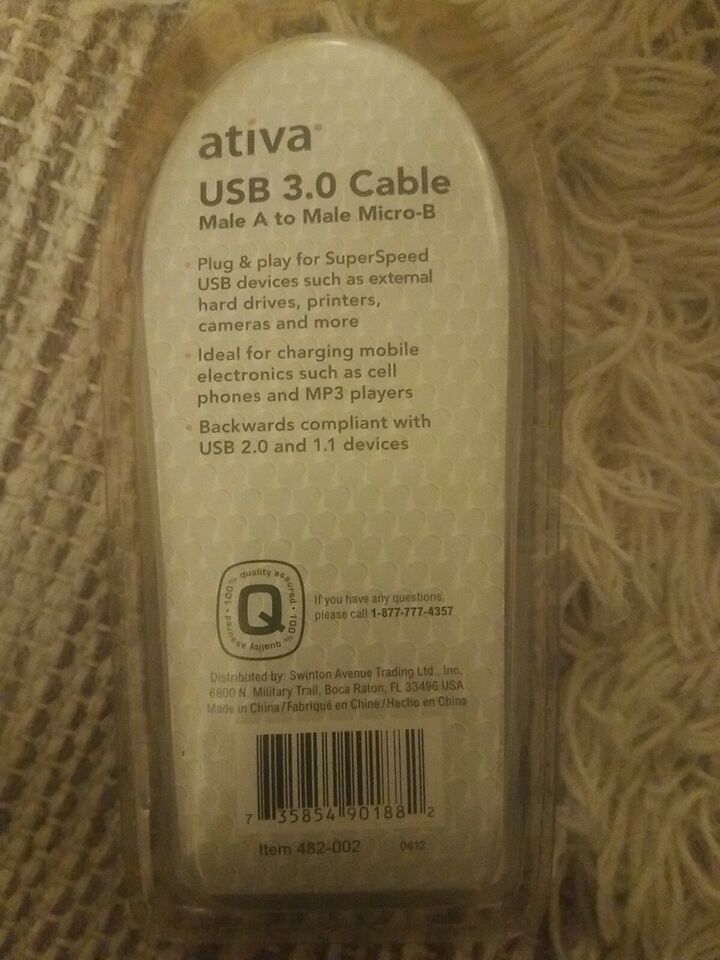 ativa
USB 3.0 Cable
Male A to Male Micro-B
• Plug & play for SuperSpeed
USB devices such as external
hard drives, printers,
cameras and more
• Ideal for charging mobile
electronics such as cell
phones and MP3 players
• Backwards compliant with
USB 2.0 and 1.1 devices
100% quality assured • 100% quality assured •
Q
If you have any questions,
please call 1-877-777-4357
Distributed by: Swinton Avenue Trading Ltd., Inc.
6600 N. Military Trail, Boca Raton, FL 33496 USA
Made in China/Fabriqué en Chine/Hecho en China
7 35854 90188 2
Item 482-002 0612